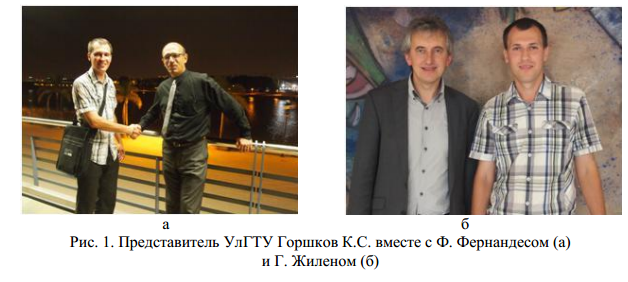 а
б
Рис. 1. Представитель УлГТУ Горшков К.С. вместе с Ф. Фернандесом (а)
и Г. Жиленом (б)